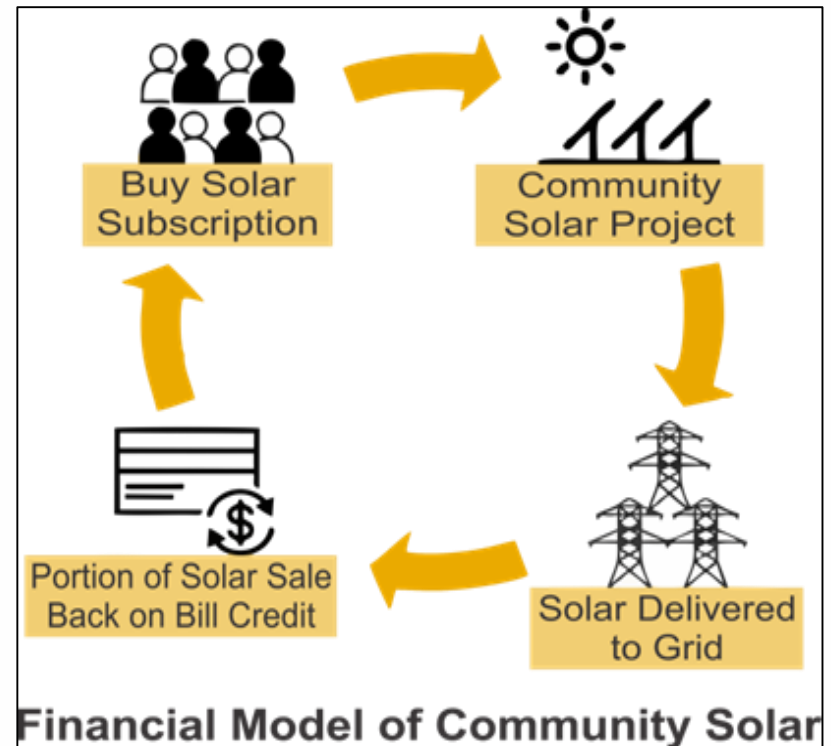 Buy Solar
Subscription
Community
Solar Project
$
Portion of Solar Sale
Back on Bill Credit
Solar Delivered
to Grid
Financial Model of Community Solar